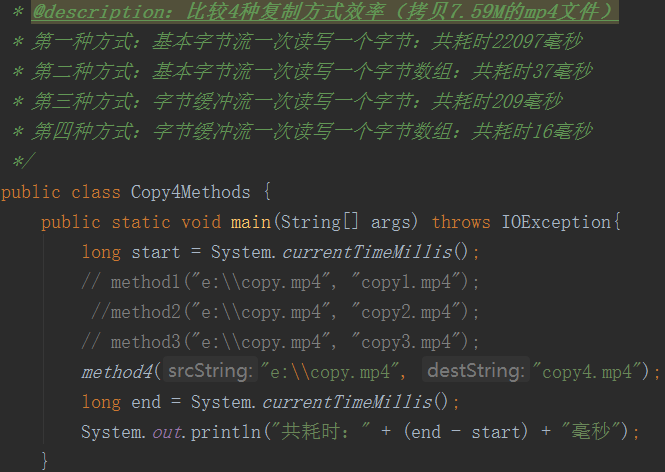 * @description: 比较4种复制方式效率（拷贝7.59M的mp4文件）
* 第一种方式：基本字节流一次读写一个字节：共耗时22097毫秒
* 第二种方式：基本字节流一次读写一个字节数组：共耗时37毫秒
* 第三种方式：字节缓冲流一次读写一个字节：共耗时209毫秒
* 第四种方式：字节缓冲流一次读写一个字节数组：共耗时16毫秒
*/
public class Copy4Methods {
public static void main(String[] args) throws IOException{
long start = System.currentTimeMillis();
// method1("e:\\copy.mp4", "copy1.mp4");
//method2("e:\\copy.mp4", "copy2.mp4");
// method3("e:\\copy.mp4", "copy3.mp4");
method4( srcString: "e:\\copy.mp4", destString: "copy4.mp4");
long end = System.currentTimeMillis();
System.out.println("共耗时：" + (end - start) + "毫秒");
}